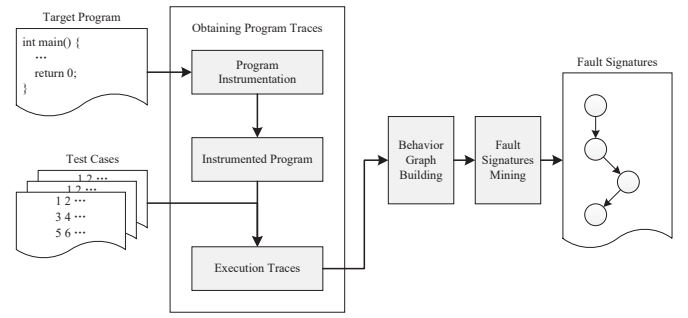 Target Program
int main() {
...
return 0;
}
Obtaining Program Traces
Program
Instrumentation
Instrumented Program
Execution Traces
Test Cases
1 2 ...
1 2 ...
1 2 ...
3 4 ...
5 6 ...
Behavior
Graph
Building
Fault
Signatures
Mining
Fault Signatures